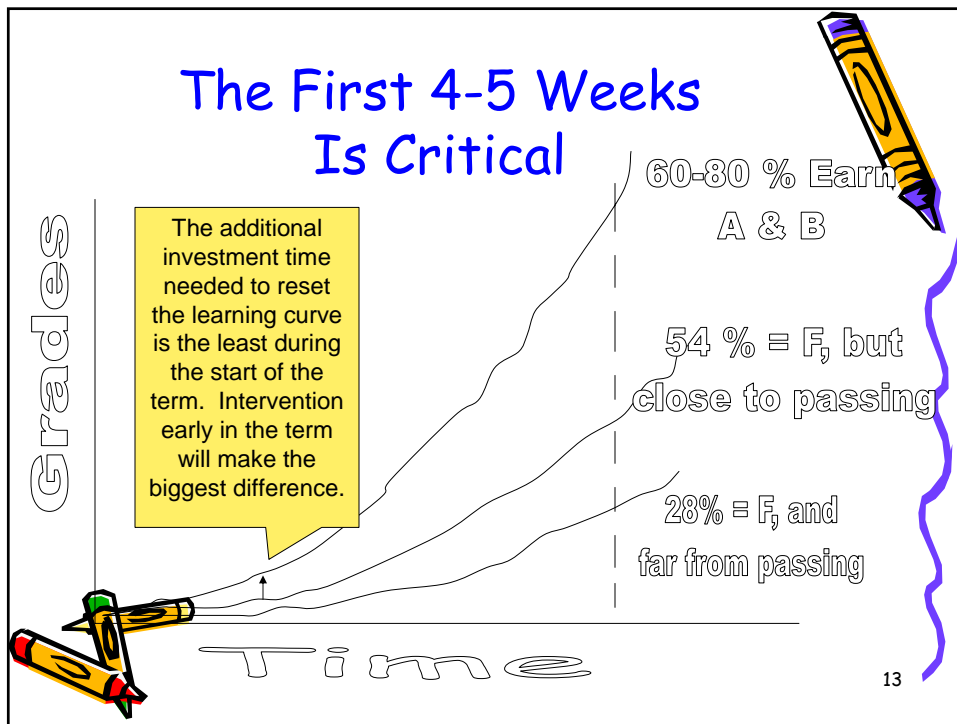 The First 4-5 Weeks
Is Critical
60-80 % Earn
A & B
Grades
The additional
investment time
needed to reset
the learning curve
is the least during
the start of the
term.  Intervention
early in the term
will make the
biggest difference.
54 % = F, but
close to passing
28% = F, and
far from passing
Time
13